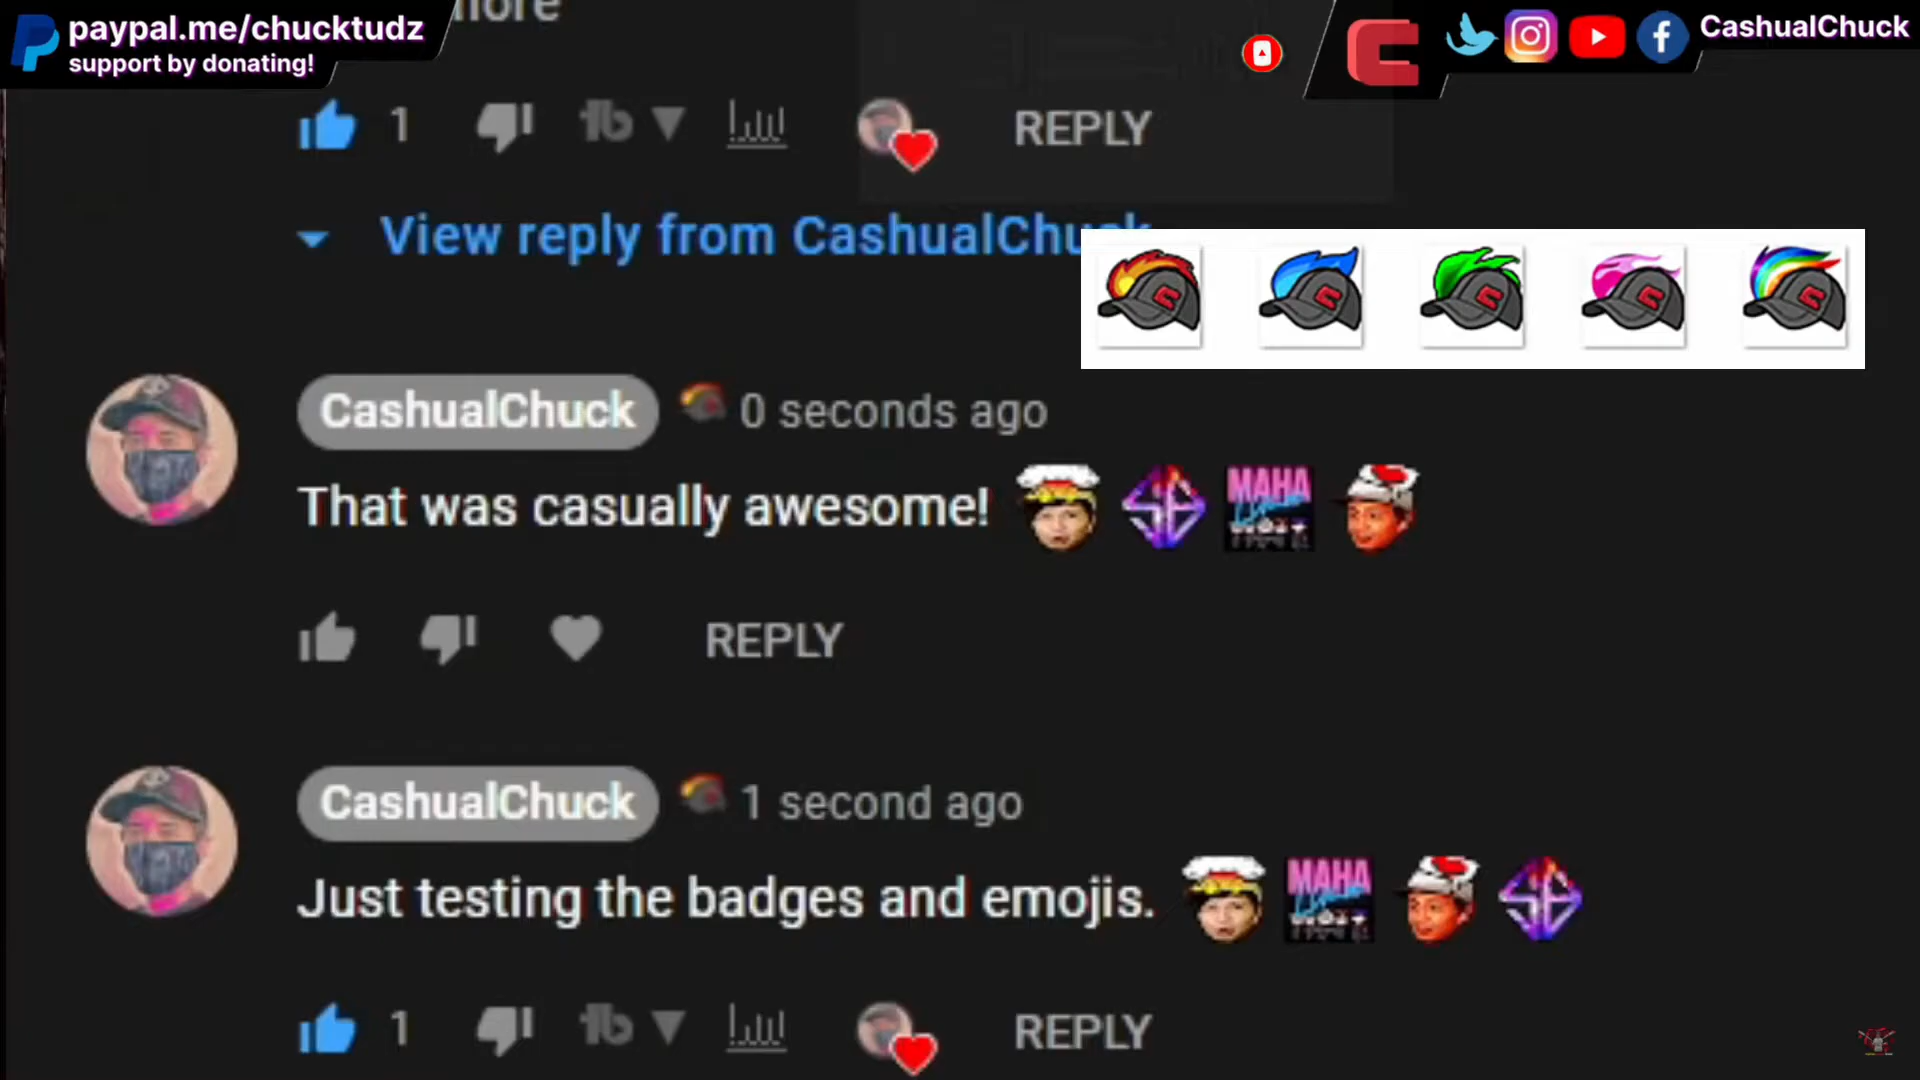 paypal.me/chucktudz
support by donating!
more
CashualChuck
1 REPLY
View reply from CashualChuck
CashualChuck 0 seconds ago
That was casually awesome! MAHA
REPLY
CashualChuck 1 second ago
Just testing the badges and emojis. MAHA
1 REPLY